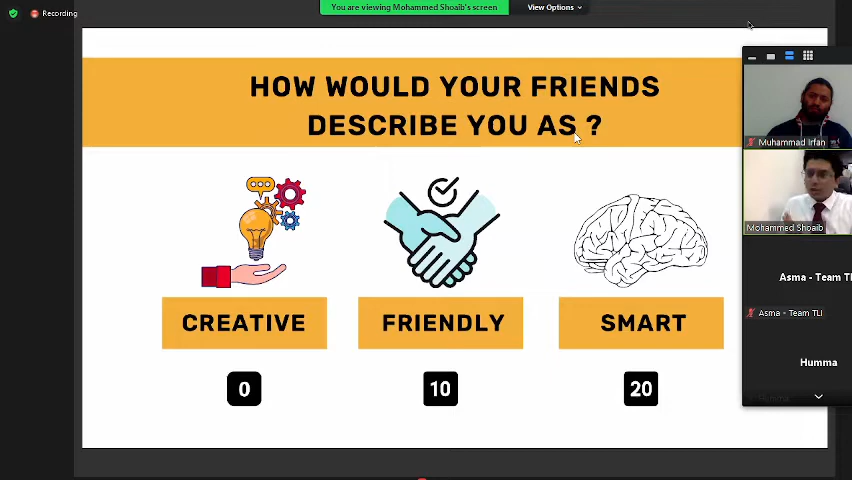 Recording
You are viewing Mohammed Shoaib's screen
View Options
HOW WOULD YOUR FRIENDS
DESCRIBE YOU AS ?
CREATIVE
FRIENDLY
SMART
0
10
20
Muhammad Irfan
Mohammed Shoaib
Asma - Team TL
Asma - Team TLI
Humma
Humma